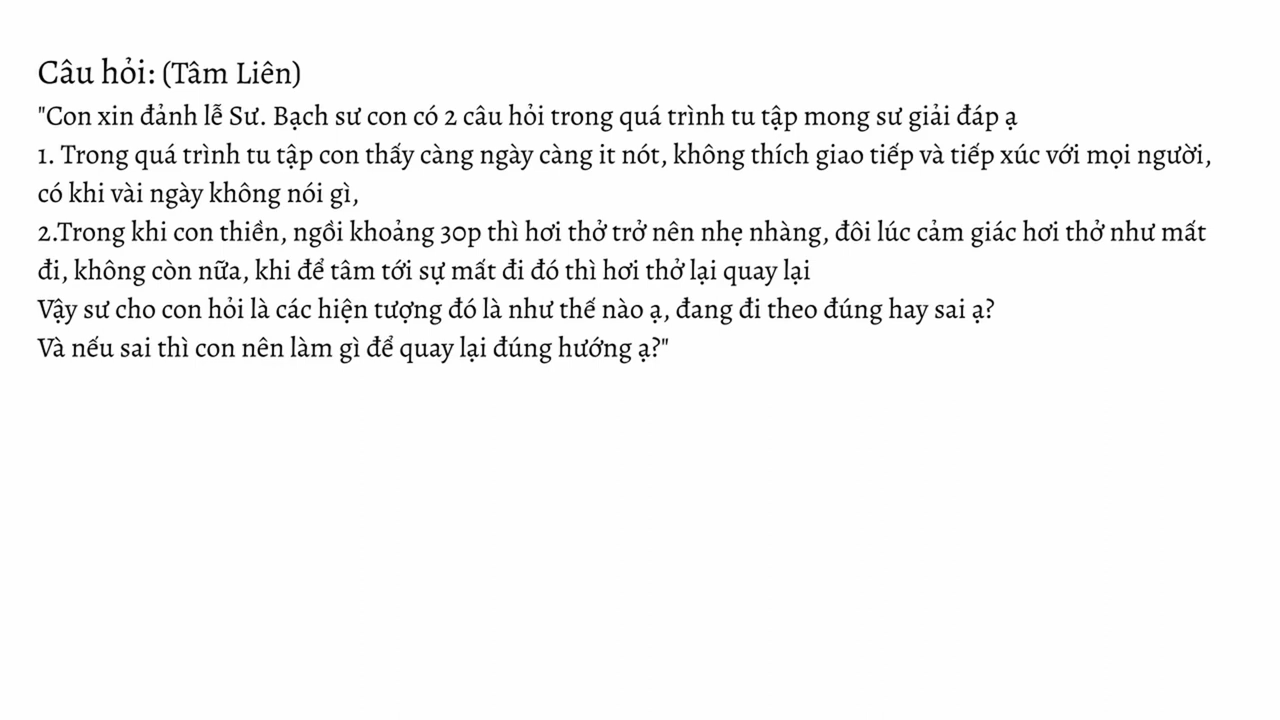 Câu hỏi: (Tâm Liên)
"Con xin đảnh lễ Sư. Bạch sư con có 2 câu hỏi trong quá trình tu tập mong sư giải đáp ạ
1. Trong quá trình tu tập con thấy càng ngày càng it nót, không thích giao tiếp và tiếp xúc với mọi người,
có khi vài ngày không nói gì,
2.Trong khi con thiền, ngồi khoảng 30p thì hơi thở trở nên nhẹ nhàng, đôi lúc cảm giác hơi thở như mất
đi, không còn nữa, khi để tâm tới sự mất đi đó thì hơi thở lại quay lại
Vậy sư cho con hỏi là các hiện tượng đó là như thế nào ạ, đang đi theo đúng hay sai ạ?
Và nếu sai thì con nên làm gì để quay lại đúng hướng ạ?"